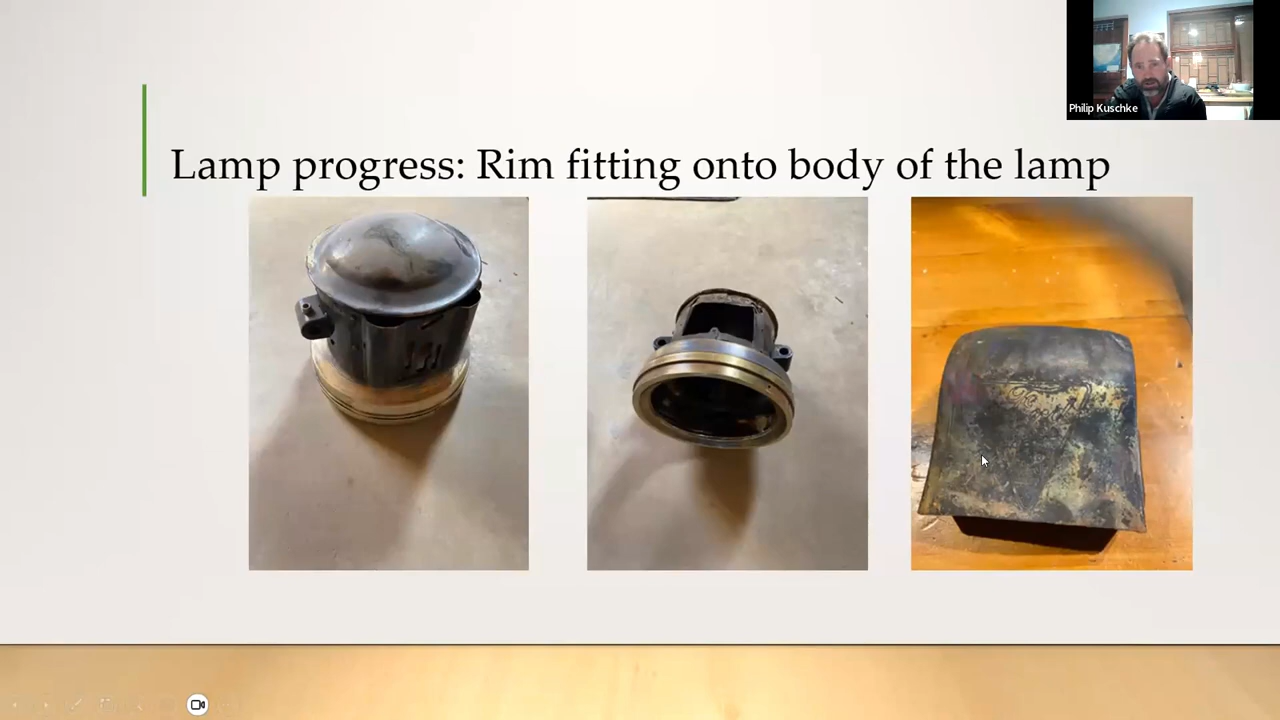 Philip Kuschke
Lamp progress: Rim fitting onto body of the lamp